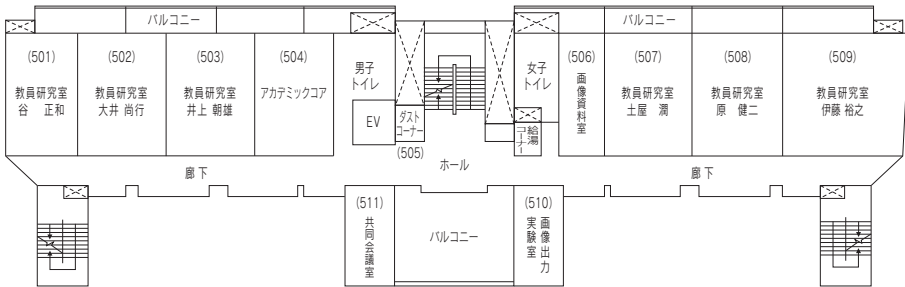 バルコニー
バルコニー
(501)
教員研究室
谷　正和
(502)
教員研究室
大井 尚行
(503)
教員研究室
井上 朝雄
(504)
アカデミックコア
男子
トイレ
EV
ダスト
コーナー
(505)
ホール
女子
トイレ
給湯
コーナー
(506)
画像資料室
(507)
教員研究室
土屋　潤
(508)
教員研究室
原　健二
(509)
教員研究室
伊藤 裕之
廊下
廊下
(511)
共同会議室
バルコニー
(510)
画像出力
実験室